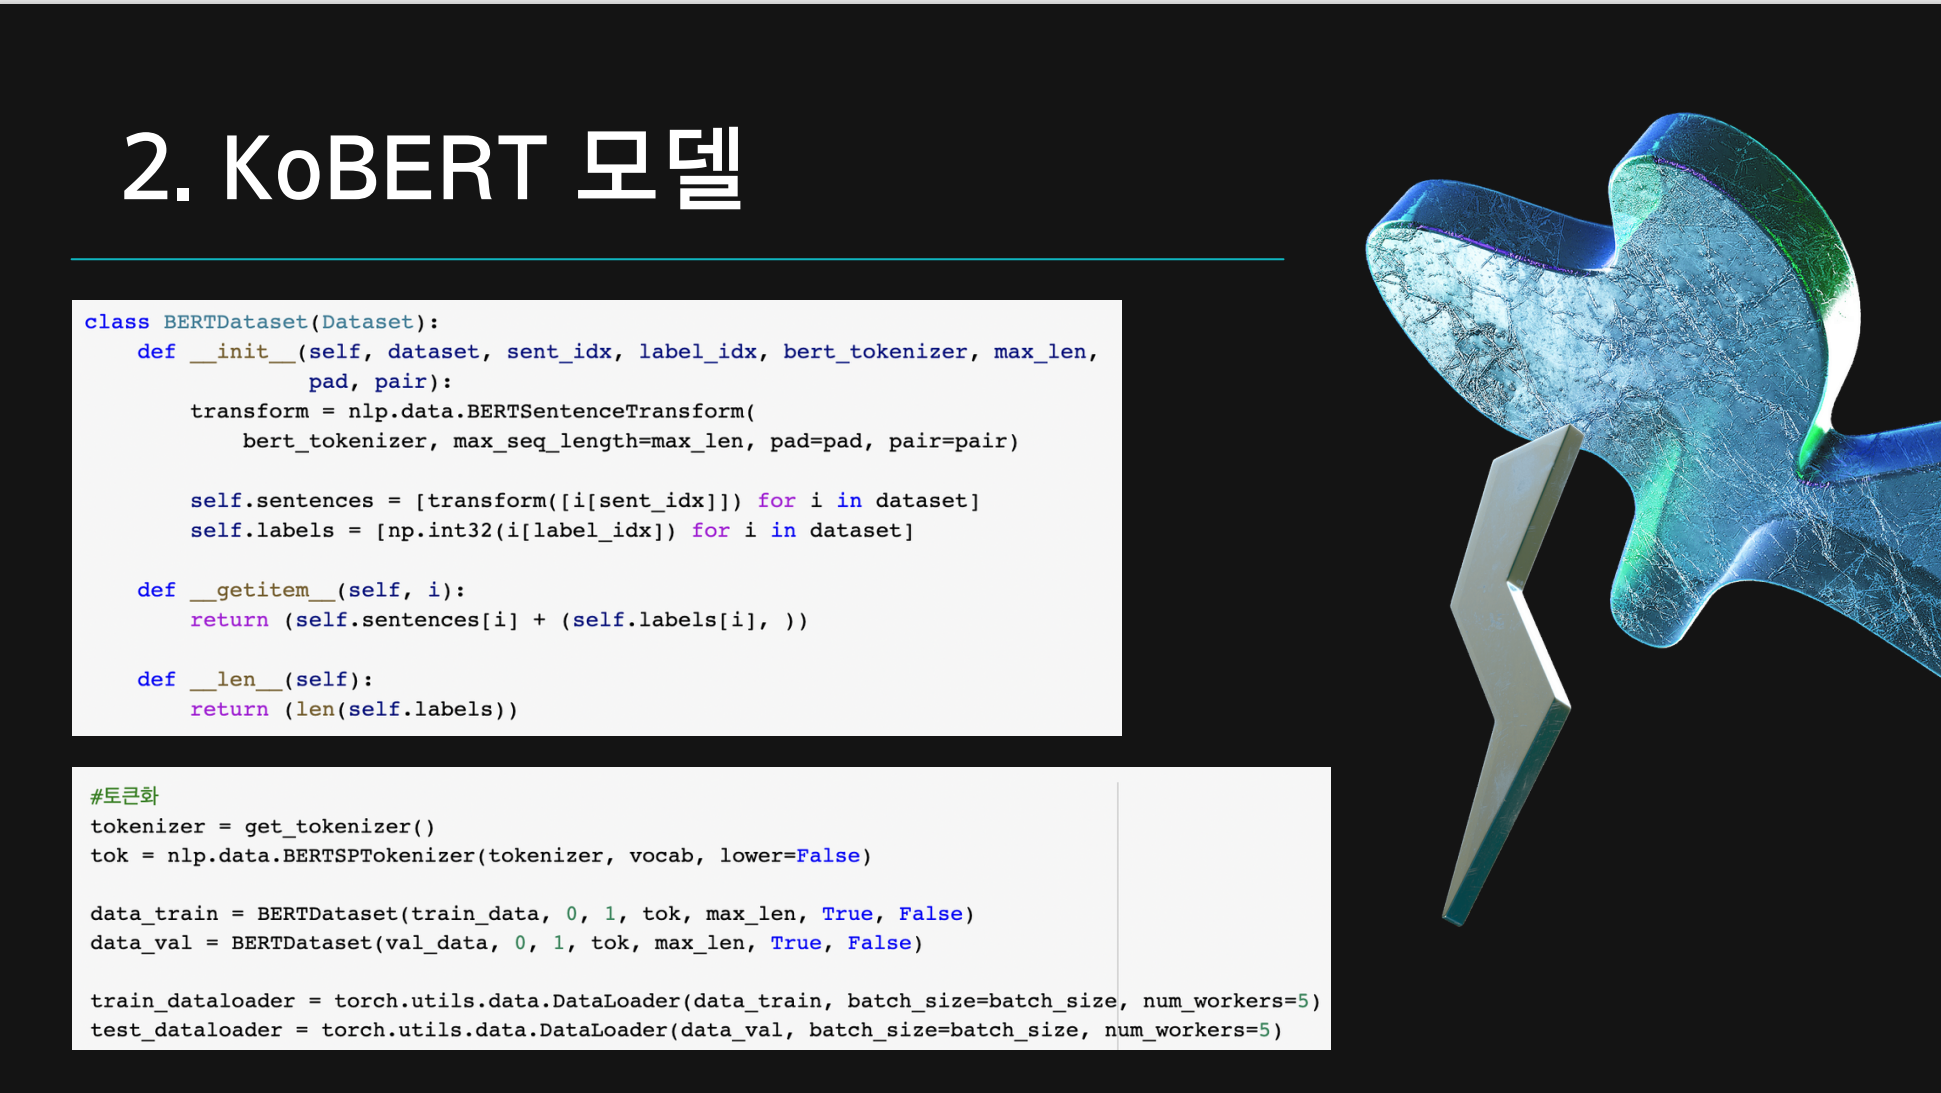 2. KoBERT 모델
class BERTDataset(Dataset):
    def __init__(self, dataset, sent_idx, label_idx, bert_tokenizer, max_len,
                 pad, pair):
        transform = nlp.data.BERTSentenceTransform(
            bert_tokenizer, max_seq_length=max_len, pad=pad, pair=pair)

        self.sentences = [transform([i[sent_idx]]) for i in dataset]
        self.labels = [np.int32(i[label_idx]) for i in dataset]

    def __getitem__(self, i):
        return (self.sentences[i] + (self.labels[i], ))

    def __len__(self):
        return (len(self.labels))
#토큰화
tokenizer = get_tokenizer()
tok = nlp.data.BERTSPTokenizer(tokenizer, vocab, lower=False)

data_train = BERTDataset(train_data, 0, 1, tok, max_len, True, False)
data_val = BERTDataset(val_data, 0, 1, tok, max_len, True, False)

train_dataloader = torch.utils.data.DataLoader(data_train, batch_size=batch_size, num_workers=5)
test_dataloader = torch.utils.data.DataLoader(data_val, batch_size=batch_size, num_workers=5)